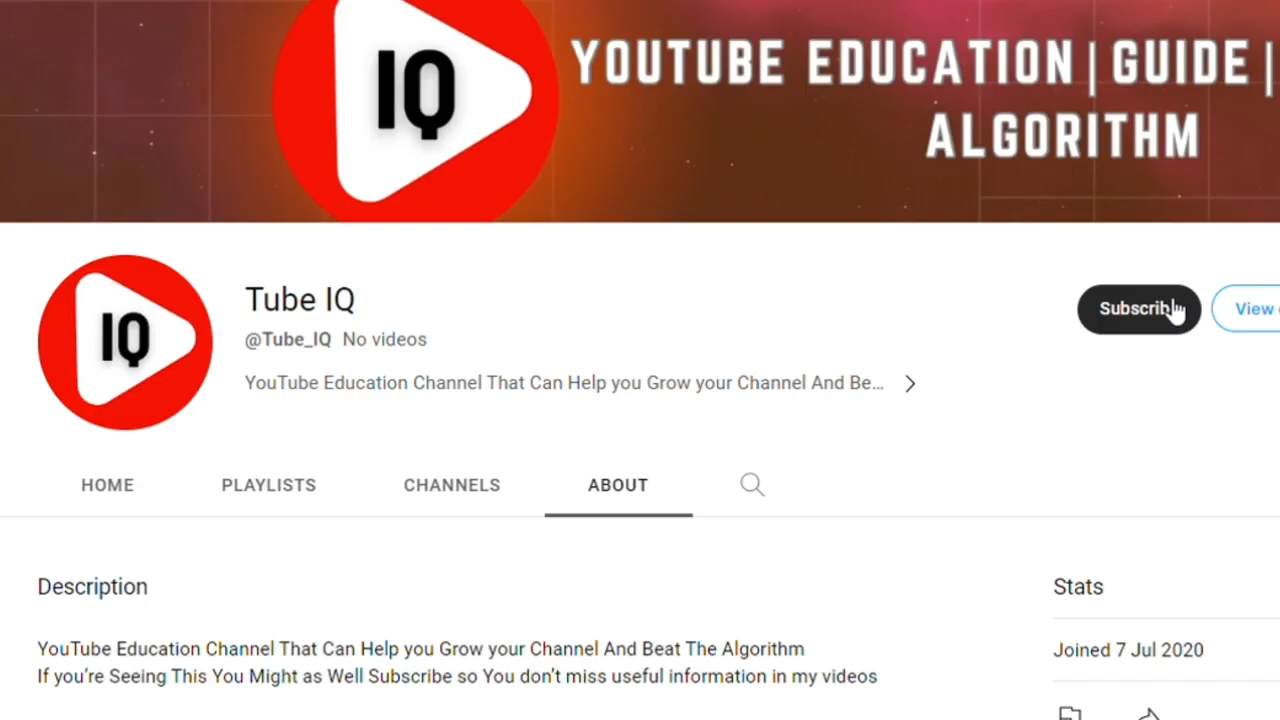 IQ
YOUTUBE EDUCATION | GUIDE |
ALGORITHM
IQ
Tube IQ
@Tube_IQ No videos
YouTube Education Channel That Can Help you Grow your Channel And Be...
Subscrib
View
HOME PLAYLISTS CHANNELS ABOUT
Description
Stats
YouTube Education Channel That Can Help you Grow your Channel And Beat The Algorithm
If you're Seeing This You Might as Well Subscribe so You don't miss useful information in my videos
Joined 7 Jul 2020